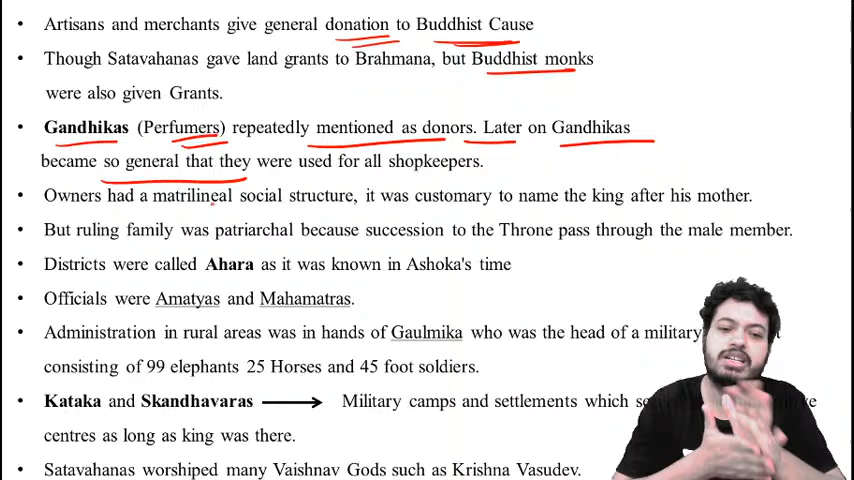 • Artisans and merchants give general donation to Buddhist Cause
• Though Satavahanas gave land grants to Brahmana, but Buddhist monks
were also given Grants.
• Gandhikas (Perfumers) repeatedly mentioned as donors. Later on Gandhikas
became so general that they were used for all shopkeepers.
• Owners had a matrilineal social structure, it was customary to name the king after his mother.
• But ruling family was patriarchal because succession to the Throne pass through the male member.
• Districts were called Ahara as it was known in Ashoka's time
• Officials were Amatyas and Mahamatras.
• Administration in rural areas was in hands of Gaulmika who was the head of a military
consisting of 99 elephants 25 Horses and 45 foot soldiers.
• Kataka and Skandhavaras → Military camps and settlements which
centres as long as king was there.
• Satavahanas worshiped many Vaishnav Gods such as Krishna Vasudev.